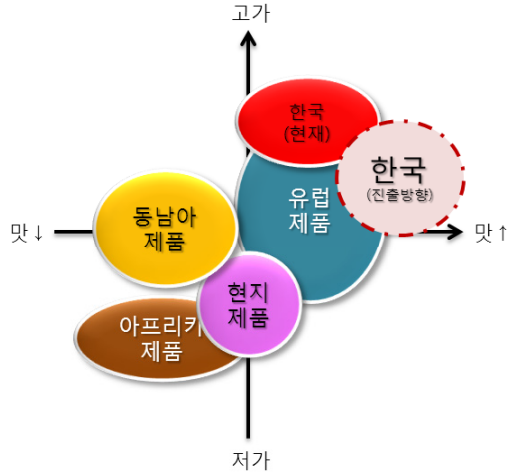 고가
한국
(현재)
한국
(진출방향)
유럽
제품
동남아
제품
맛↓
맛↑
현지
제품
아프리카
제품
저가